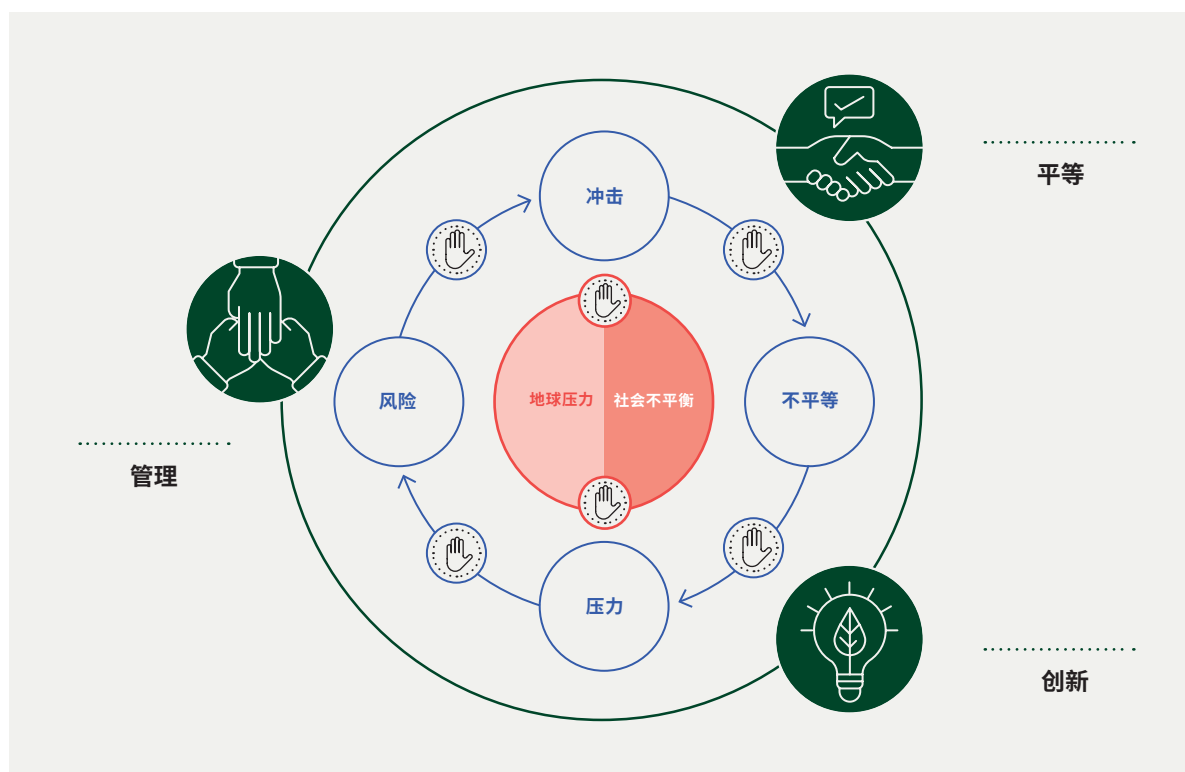 平等
冲击
风险
地球压力
社会不平衡
不平等
管理
压力
创新